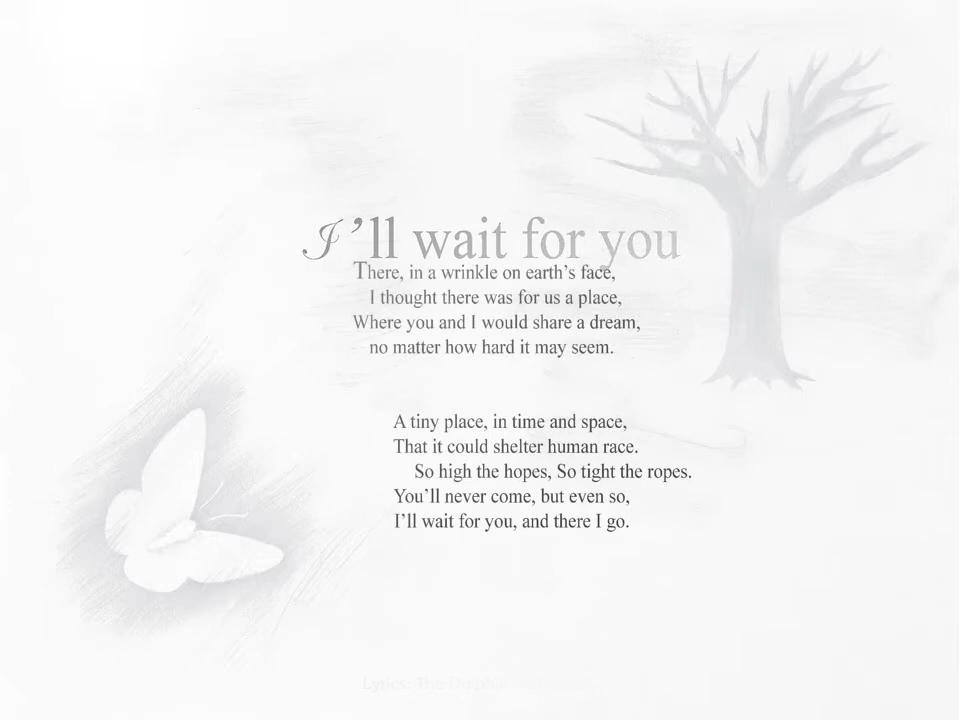 I'll wait for you
There, in a wrinkle on earth's face,
I thought there was for us a place,
Where you and I would share a dream,
no matter how hard it may seem.
A tiny place, in time and space,
That it could shelter human race.
So high the hopes, So tight the ropes.
You'll never come, but even so,
I'll wait for you, and there I go.
Lyrics: The